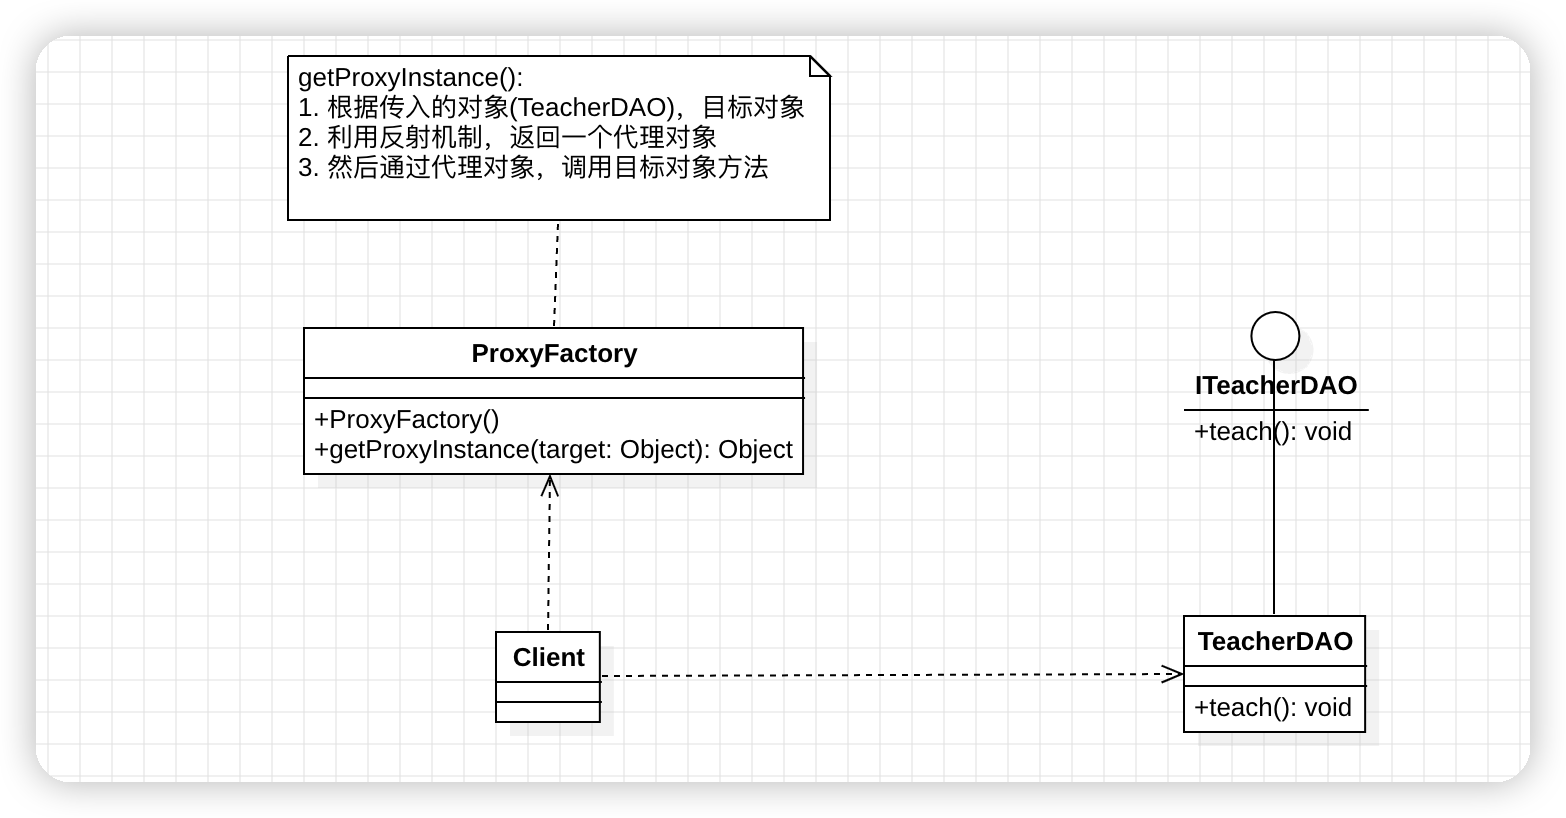 getProxyInstance():
1. 根据传入的对象(TeacherDAO)，目标对象
2. 利用反射机制，返回一个代理对象
3. 然后通过代理对象，调用目标对象方法
ProxyFactory
+ProxyFactory()
+getProxyInstance(target: Object): Object
ITeacherDAO
+teach(): void
Client
TeacherDAO
+teach(): void